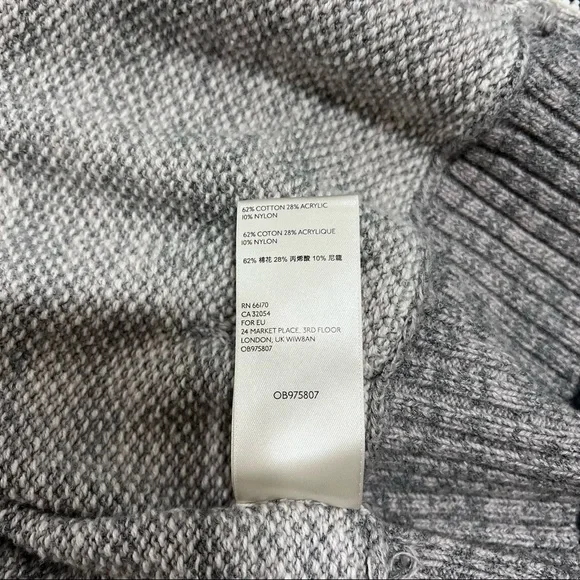 62% COTTON 28% ACRYLIC
10% NYLON
62% COTON 28% ACRYLIQUE
10% NYLON
62% 棉花 28% 丙烯酸 10% 尼龍
RN 66170
CA 32054
FOR EU
24 MARKET PLACE, 3RD FLOOR
LONDON, UK W1W8AN
OB975807
OB975807